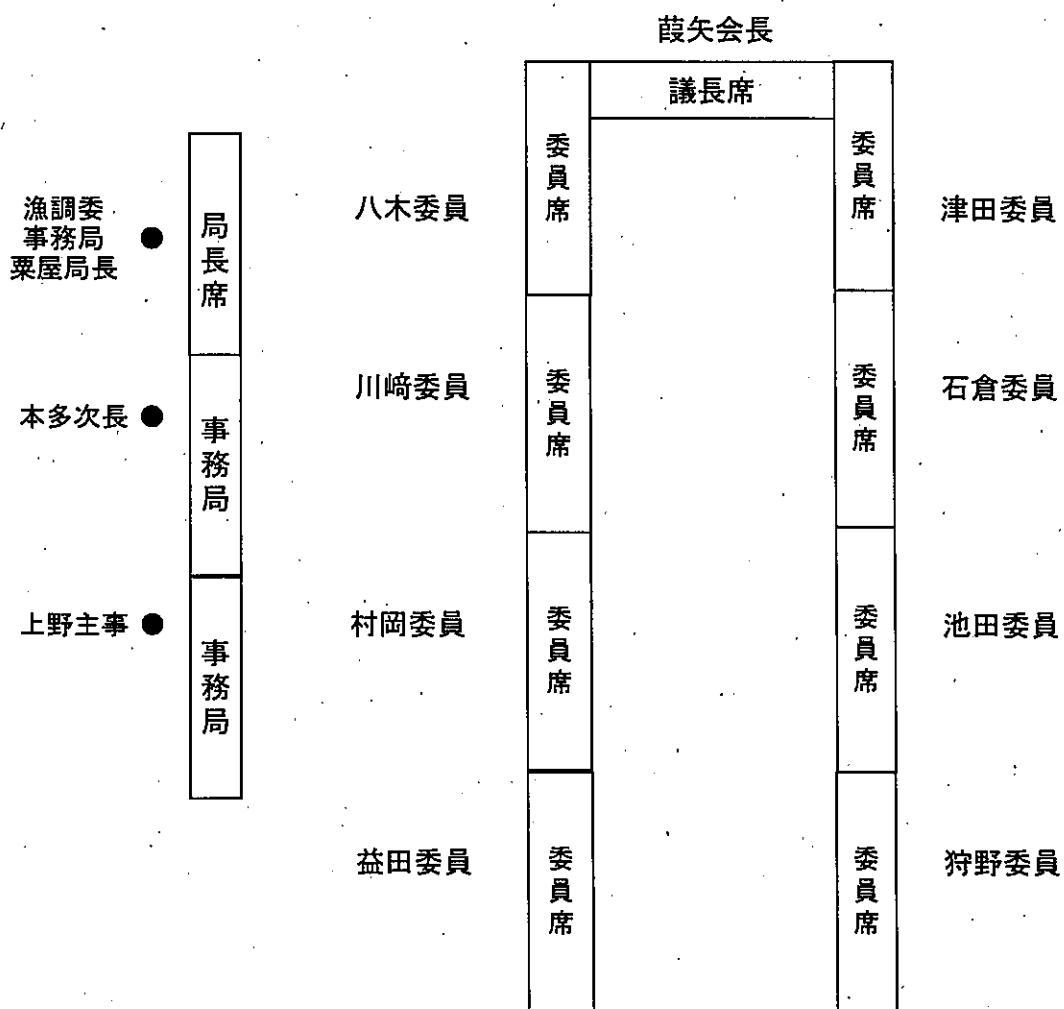 葭矢会長
議長席
漁調委
事務局
粟屋局長
局長席
八木委員
委員席
委員席
津田委員
川﨑委員
委員席
委員席
石倉委員
本多次長
事務局
上野主事
事務局
村岡委員
委員席
委員席
池田委員
益田委員
委員席
委員席
狩野委員